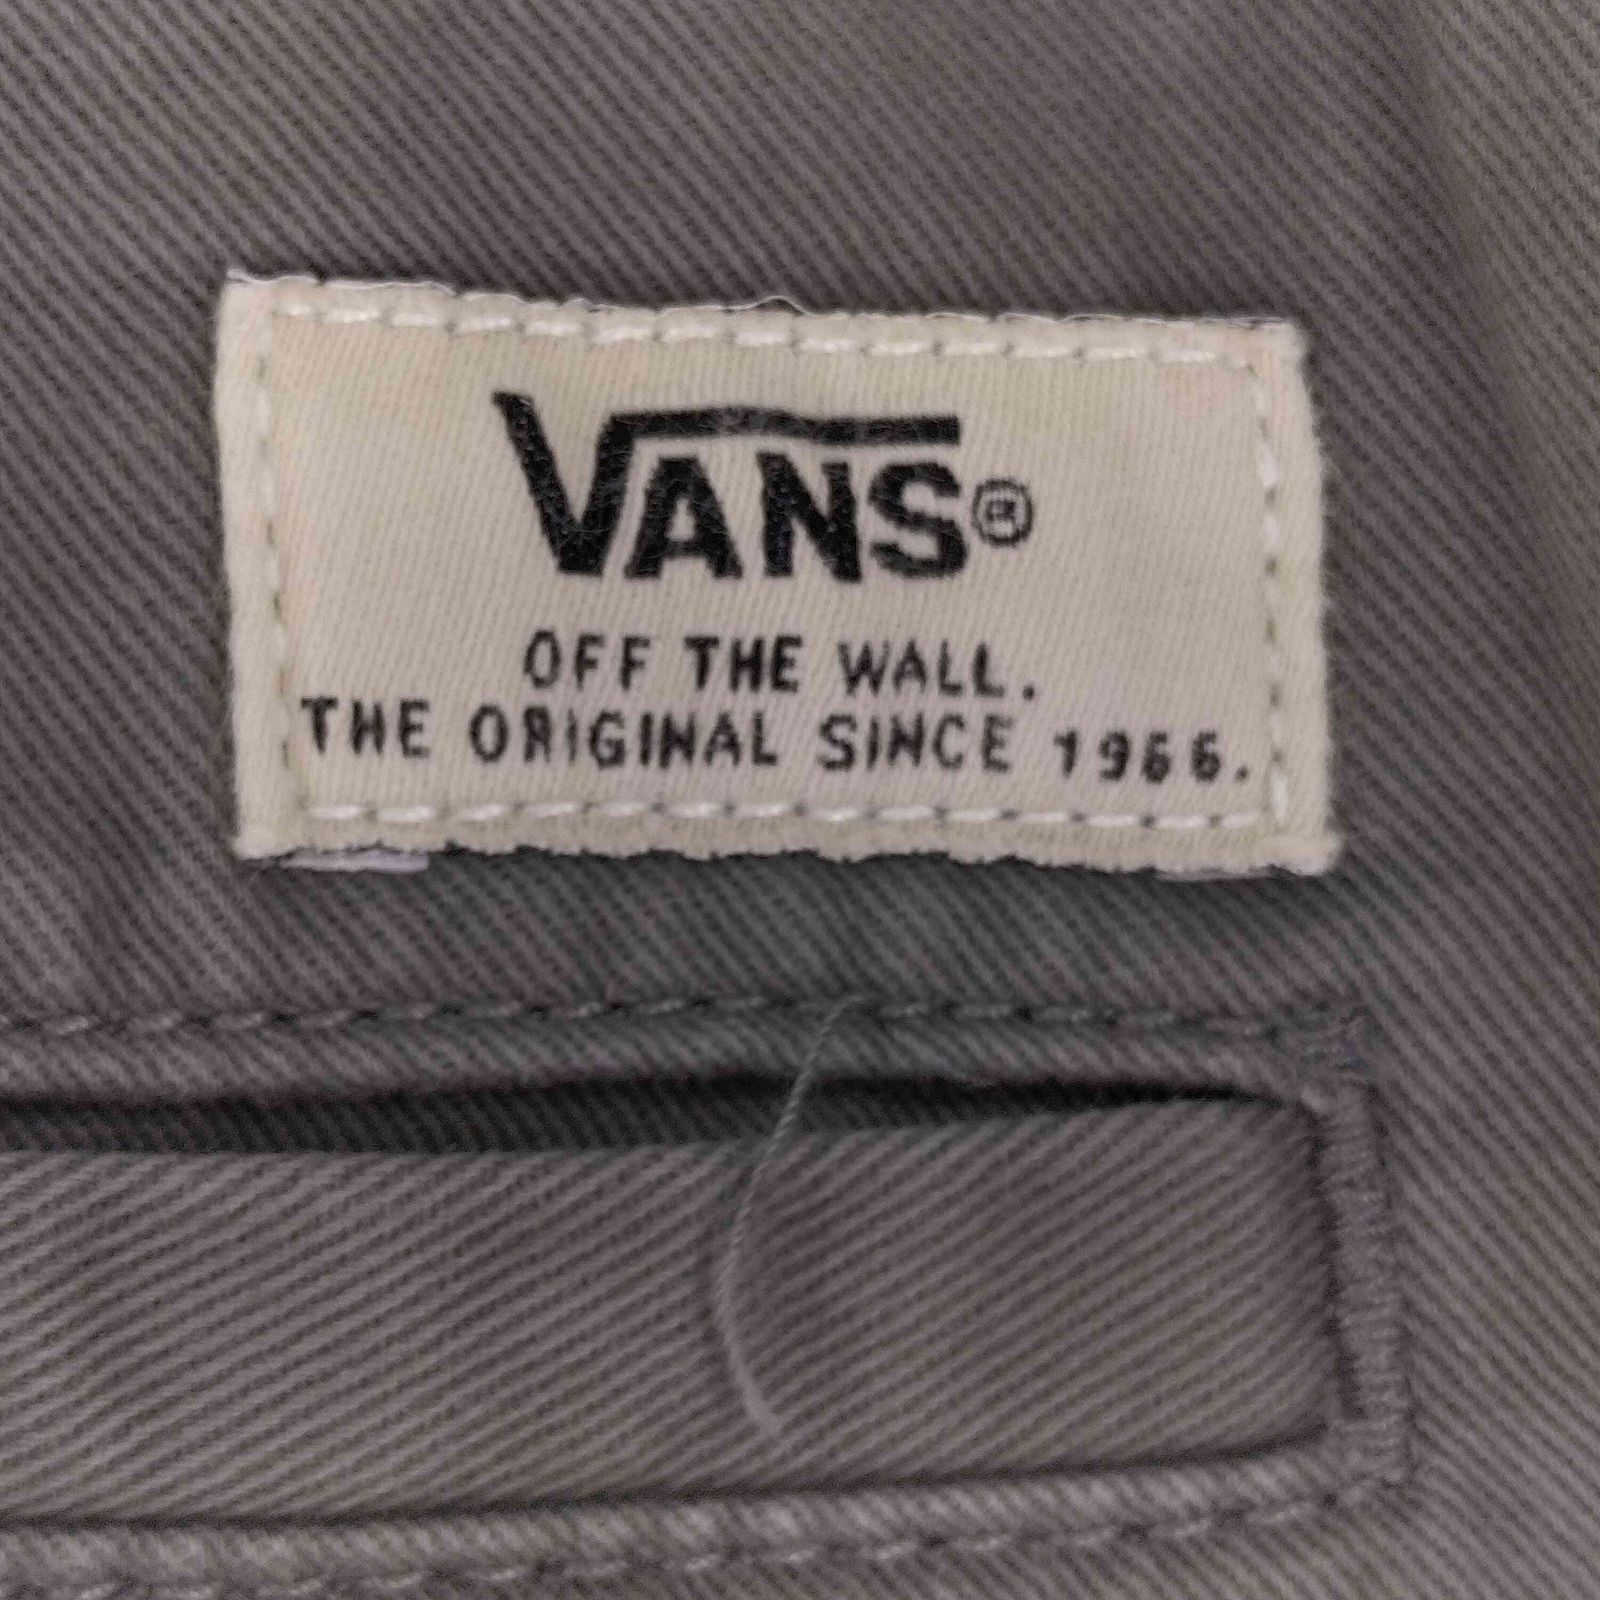 VANS®
OFF THE WALL.
THE ORIGINAL SINCE 1966.